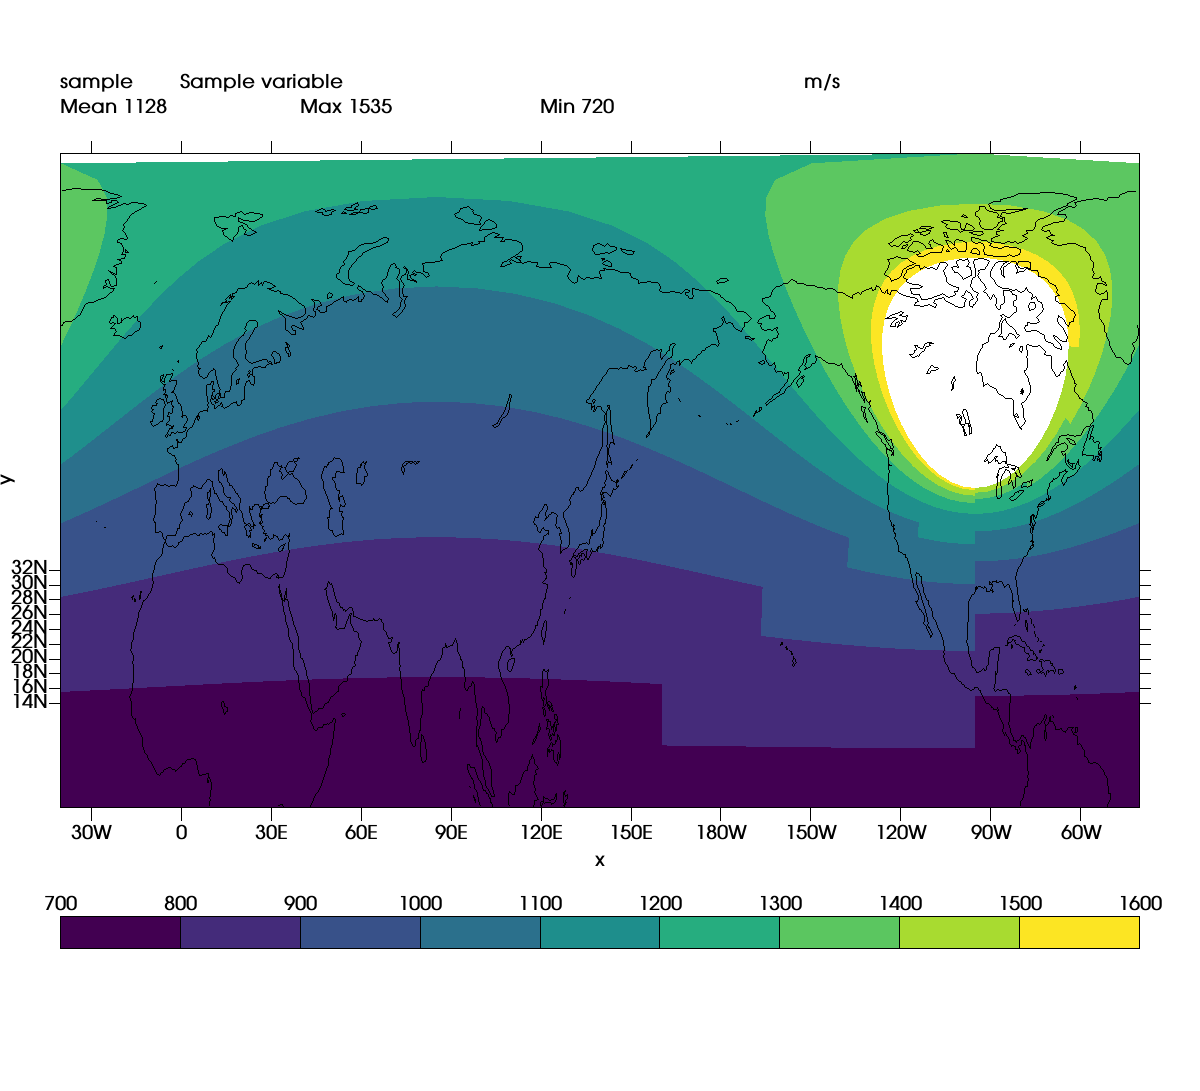 sample Sample variable m/s
Mean 1128 Max 1535 Min 720
y
32N
30N
28N
26N
24N
22N
20N
18N
16N
14N
30W 0 30E 60E 90E 120E 150E 180W 150W 120W 90W 60W
x
700 800 900 1000 1100 1200 1300 1400 1500 1600